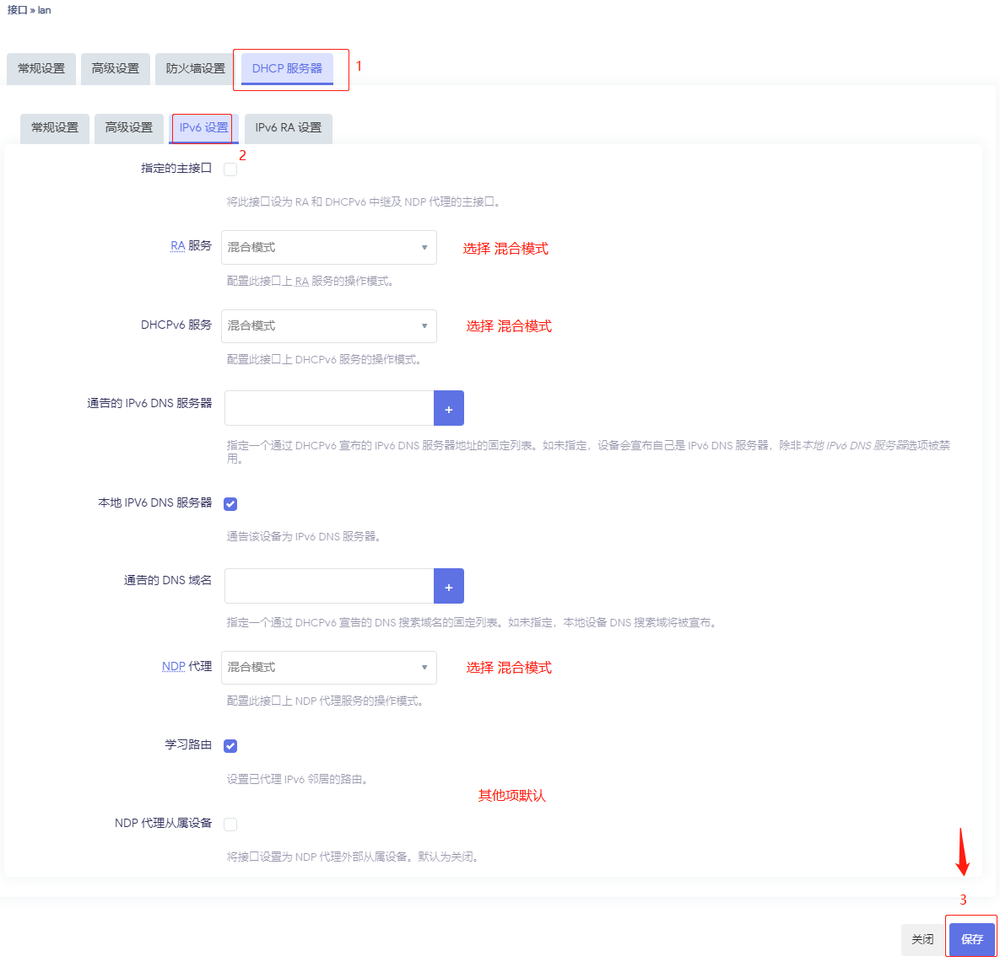 接口 » lan
常规设置 高级设置 防火墙设置 DHCP 服务器 1
常规设置 高级设置 IPv6 设置 IPv6 RA 设置
2
指定的主接口
将此接口设为 RA 和 DHCPv6 中继及 NDP 代理的主接口。
RA 服务 混合模式 选择 混合模式
配置此接口上 RA 服务的操作模式。
DHCPv6 服务 混合模式 选择 混合模式
配置此接口上 DHCPv6 服务的操作模式。
通告的 IPv6 DNS 服务器 +
指定一个通过 DHCPv6 宣布的 IPv6 DNS 服务器地址的固定列表。如未指定，设备会宣布自己是 IPv6 DNS 服务器，除非本地 IPv6 DNS 服务器选项被禁
用。
本地 IPV6 DNS 服务器
通告该设备为 IPv6 DNS 服务器。
通告的 DNS 域名 +
指定一个通过 DHCPv6 宣告的 DNS 搜索域名的固定列表。如未指定，本地设备 DNS 搜索域将被宣布。
NDP 代理 混合模式 选择 混合模式
配置此接口上 NDP 代理服务的操作模式。
学习路由
设置已代理 IPv6 邻居的路由。
其他项默认
NDP 代理从属设备
将接口设置为 NDP 代理外部从属设备。默认为关闭。
3
关闭 保存